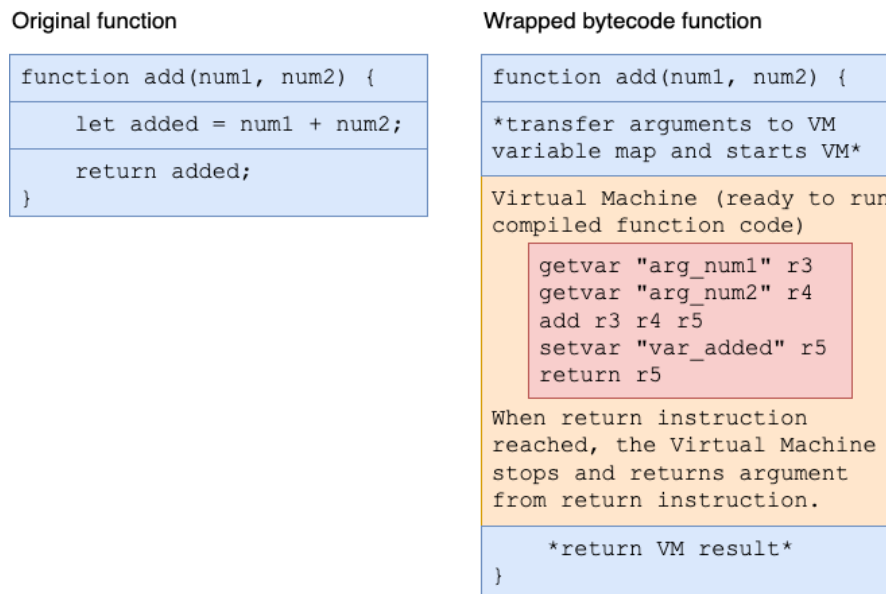 Original function
function add(num1, num2) {
let added = num1 + num2;
return added;
}
Wrapped bytecode function
function add(num1, num2) {
*transfer arguments to VM
variable map and starts VM*
Virtual Machine (ready to run
compiled function code)
getvar "arg_num1" r3
getvar "arg_num2" r4
add r3 r4 r5
setvar "var_added" r5
return r5
When return instruction
reached, the Virtual Machine
stops and returns argument
from return instruction.
*return VM result*
}